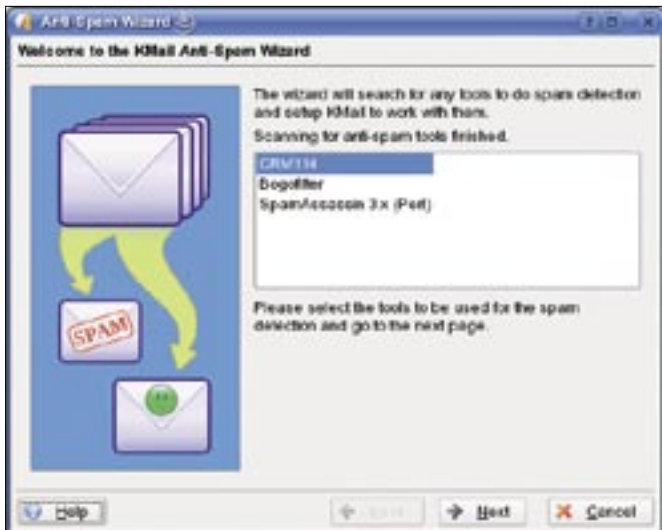 Anti-Spam Wizard
Welcome to the KMail Anti-Spam Wizard
The wizard will search for any tools to do spam detection
and setup KMail to work with them.
Scanning for anti-spam tools finished.
CRM114
Bogofilter
SpamAssassin 3.x (Perl)
SPAM
Please select the tools to be used for the spam
detection and go to the next page.
Help
Next
Cancel